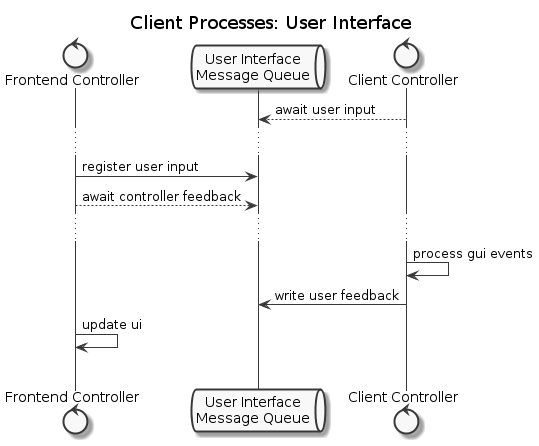 Client Processes: User Interface
Frontend Controller
User Interface
Message Queue
Client Controller
await user input
register user input
await controller feedback
process gui events
write user feedback
update ui
Frontend Controller
User Interface
Message Queue
Client Controller